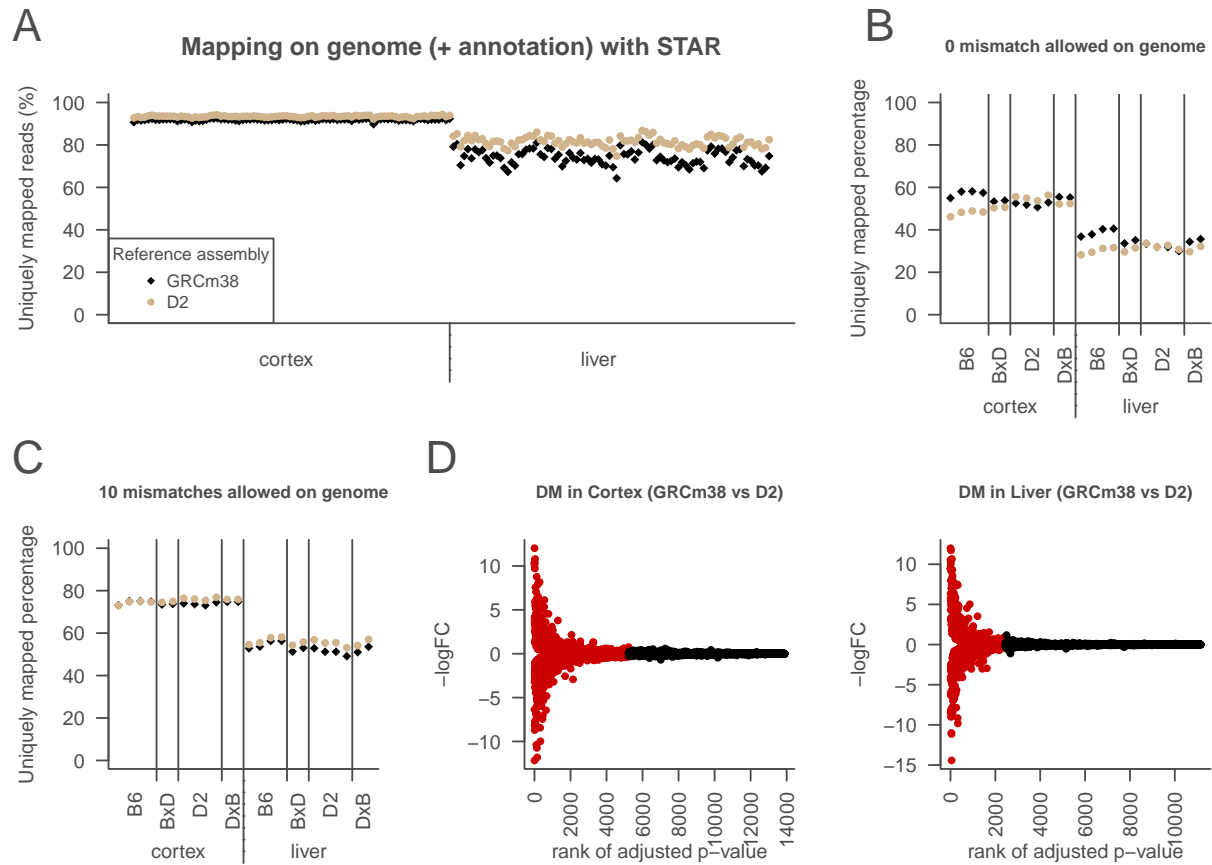 A
Mapping on genome (+ annotation) with STAR
Uniquely mapped reads (%)
100
80
60
40
20
0
Reference assembly
GRCm38
D2
cortex
liver
B
0 mismatch allowed on genome
Uniquely mapped percentage
100
80
60
40
20
0
B6
BxD
D2
DxB
B6
BxD
D2
DxB
cortex
liver
C
10 mismatches allowed on genome
Uniquely mapped percentage
100
80
60
40
20
0
B6
BxD
D2
DxB
B6
BxD
D2
DxB
cortex
liver
D
DM in Cortex (GRCm38 vs D2)
−logFC
10
5
0
−5
−10
0
2000
4000
6000
8000
10000
12000
14000
rank of adjusted p−value
DM in Liver (GRCm38 vs D2)
−logFC
10
5
0
−5
−10
−15
0
2000
4000
6000
8000
10000
rank of adjusted p−value